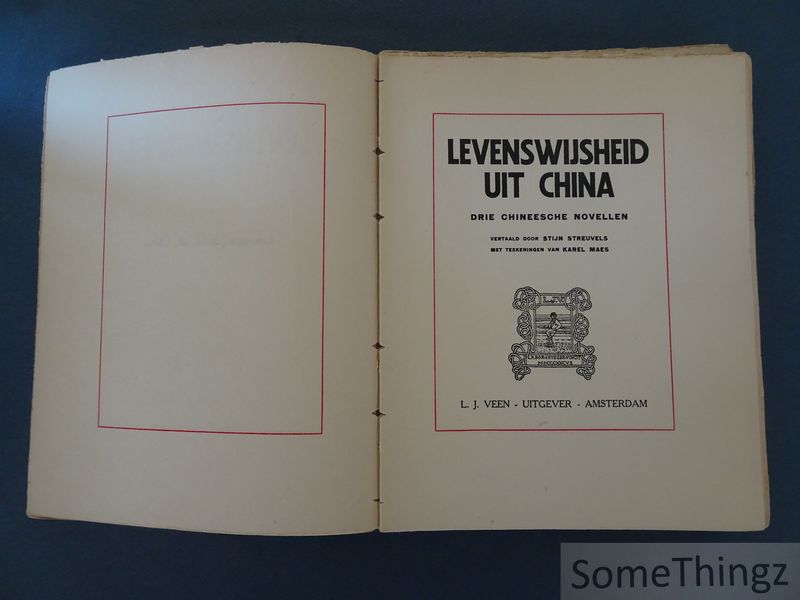 LEVENSWIJSHEID
UIT CHINA
DRIE CHINEESCHE NOVELLEN
VERTAALD DOOR STIJN STREUVELS
MET TEEKENINGEN VAN KAREL MAES
L. J. VEEN - UITGEVER - AMSTERDAM
SomeThingz